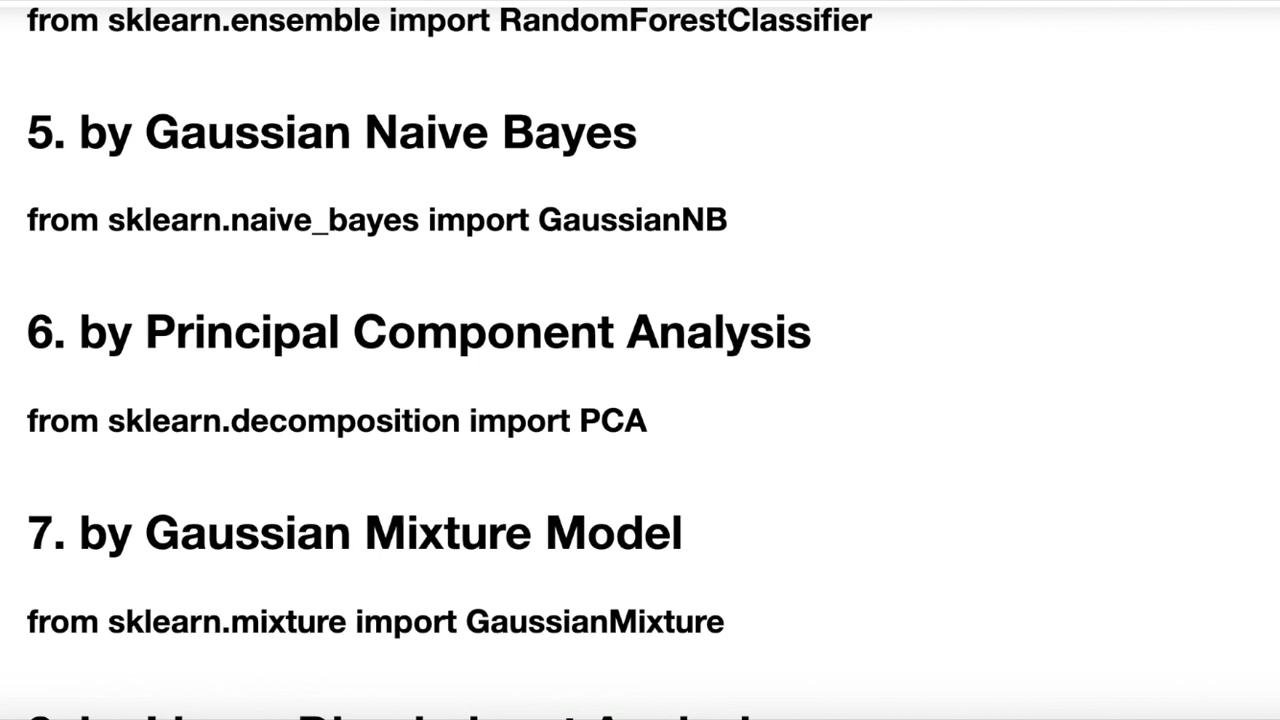 from sklearn.ensemble import RandomForestClassifier
5. by Gaussian Naive Bayes
from sklearn.naive_bayes import GaussianNB
6. by Principal Component Analysis
from sklearn.decomposition import PCA
7. by Gaussian Mixture Model
from sklearn.mixture import GaussianMixture